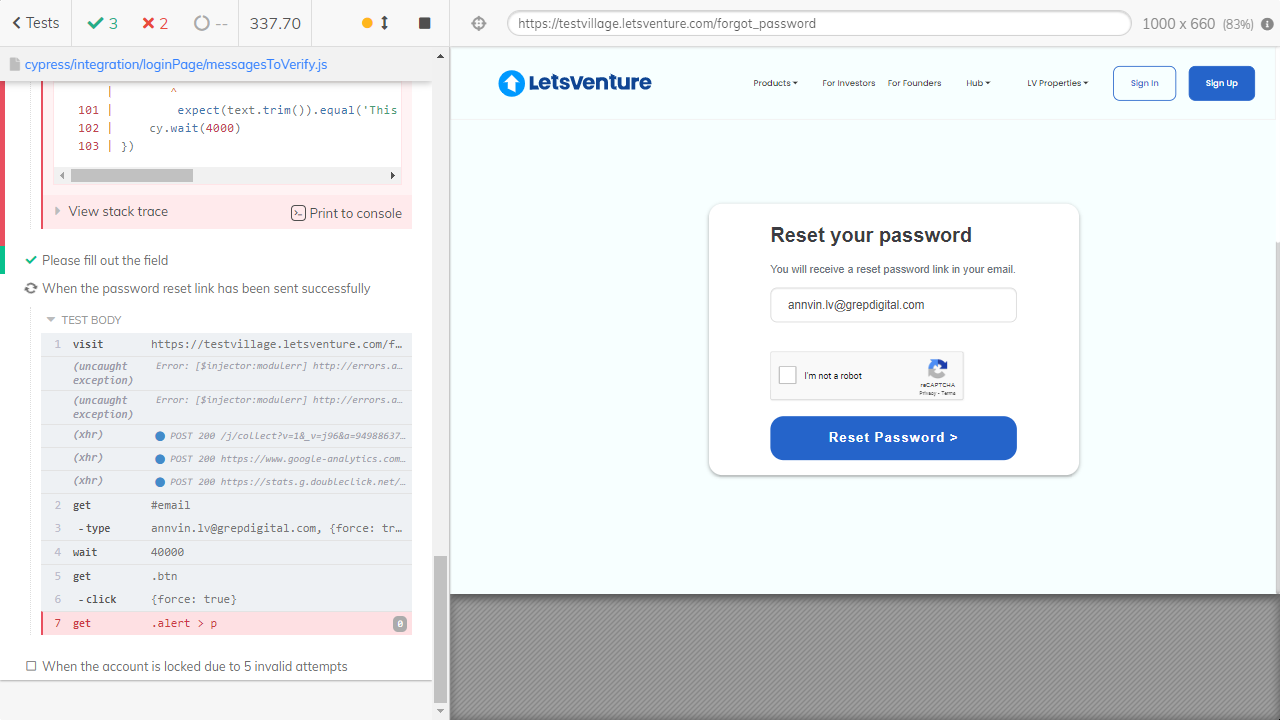 Tests
3
2
--
337.70
https://testvillage.letsventure.com/forgot_password
1000 x 660 (83%)
cypress/integration/loginPage/messagesToVerify.js
| ^
101 | expect(text.trim()).equal('This
102 | cy.wait(4000)
103 | })
View stack trace
Print to console
Please fill out the field
When the password reset link has been sent successfully
TEST BODY
1 visit https://testvillage.letsventure.com/f…
(uncaught exception) Error: [$injector:modulerr] http://errors.a…
(uncaught exception) Error: [$injector:modulerr] http://errors.a…
(xhr) POST 200 /j/collect?v=1&_v=j96&a=94988637…
(xhr) POST 200 https://www.google-analytics.com…
(xhr) POST 200 https://stats.g.doubleclick.net/…
2 get #email
3 -type annvin.lv@grepdigital.com, {force: tr…
4 wait 40000
5 get .btn
6 -click {force: true}
7 get .alert > p 0
When the account is locked due to 5 invalid attempts
LetsVenture
Products
For Investors
For Founders
Hub
LV Properties
Sign In
Sign Up
Reset your password
You will receive a reset password link in your email.
annvin.lv@grepdigital.com
I'm not a robot
reCAPTCHA
Privacy - Terms
Reset Password >